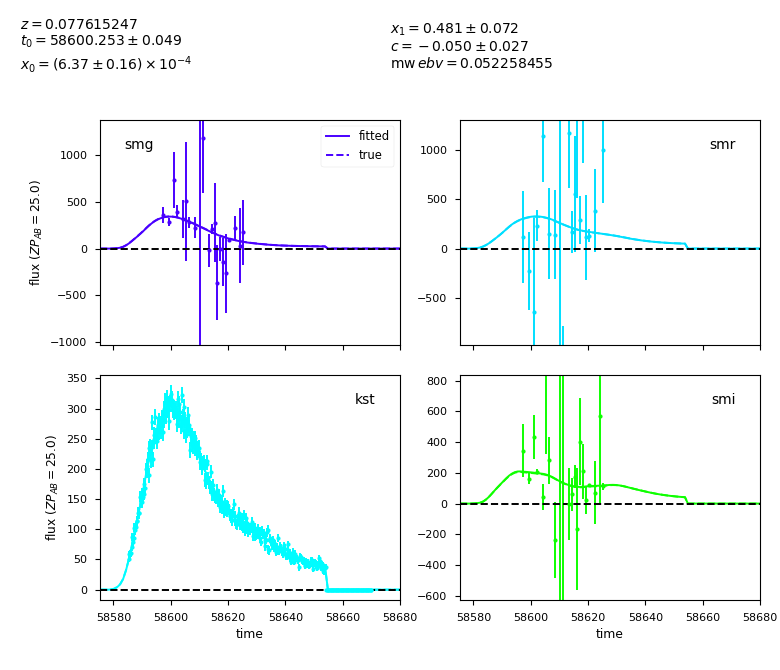 z = 0.077615247
t₀ = 58600.253 ± 0.049
x₀ = (6.37 ± 0.16) × 10⁻⁴
x₁ = 0.481 ± 0.072
c = −0.050 ± 0.027
mw ebv = 0.052258455
smg
fitted
true
1000
500
0
−500
−1000
flux (ZP_AB = 25.0)
smr
1000
500
0
−500
kst
350
300
250
200
150
100
50
0
flux (ZP_AB = 25.0)
58580 58600 58620 58640 58660 58680
time
smi
800
600
400
200
0
−200
−400
−600
58580 58600 58620 58640 58660 58680
time